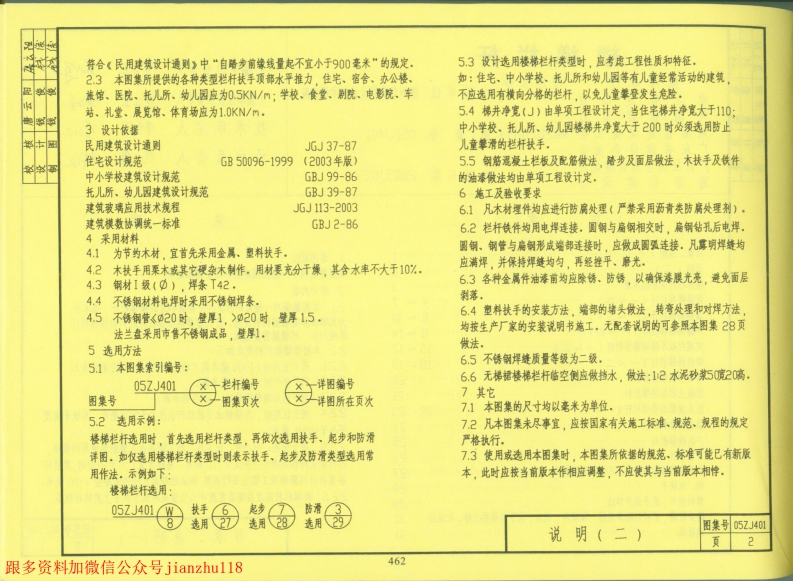 符合《民用建筑设计通则》中“自踏步前缘线量起不宜小于900毫米”的规定。
2.3 本图集所提供的各种类型栏杆扶手顶部水平推力，住宅、宿舍、办公楼、
旅馆、医院、托儿所、幼儿园应为0.5KN/m；学校、食堂、剧院、电影院、车
站、礼堂、展览馆、体育场应为1.0KN/m。
3 设计依据
民用建筑设计通则 JGJ 37-87
住宅设计规范 GB 50096-1999 （2003年版）
中小学校建筑设计规范 GBJ 99-86
托儿所、幼儿园建筑设计规范 GBJ 39-87
建筑玻璃应用技术规程 JGJ 113-2003
建筑模数协调统一标准 GBJ 2-86
4 采用材料
4.1 为节约木材，宜首先采用金属、塑料扶手。
4.2 木扶手用栗木或其它硬杂木制作。用材要充分干燥，其含水率不大于10%。
4.3 钢材Ⅰ级(∅)，焊条T42。
4.4 不锈钢材料电焊时采用不锈钢焊条。
4.5 不锈钢管≤∅20时，壁厚1，>∅20时，壁厚1.5。
法兰盘采用市售不锈钢成品，壁厚1。
5 选用方法
5.1 本图集索引编号：
05ZJ401 × 栏杆编号 × 详图编号
图集号 × 图集页次 × 详图所在页次
5.2 选用示例：
楼梯栏杆选用时，首先选用栏杆类型，再依次选用扶手、起步和防滑
详图。如仅选用楼梯栏杆类型时则表示扶手、起步及防滑类型选用常
用作法。示例如下：
楼梯栏杆选用：
05ZJ401 W 扶手 6 起步 7 防滑 3
8 选用 27 选用 28 选用 29
5.3 设计选用楼梯栏杆类型时，应考虑工程性质和特征。
如：住宅、中小学校、托儿所和幼儿园等有儿童经常活动的建筑，
不应选用有横向分格的栏杆，以免儿童攀登发生危险。
5.4 梯井净宽(J)由单项工程设计定，当住宅梯井净宽大于110；
中小学校、托儿所、幼儿园楼梯井净宽大于200时必须选用防止
儿童攀滑的栏杆扶手。
5.5 钢筋混凝土栏板及配筋做法，踏步及面层做法，木扶手及铁件
的油漆做法均由单项工程设计定。
6 施工及验收要求
6.1 凡木材埋件均应进行防腐处理（严禁采用沥青类防腐处理剂）。
6.2 栏杆铁件均用电焊连接。圆钢与扁钢相交时，扁钢钻孔后电焊。
圆钢、钢管与扁钢形成端部连接时，应做成圆弧连接。凡露明焊缝均
应满焊，并保持焊缝均匀，再经挫平、磨光。
6.3 各种金属件油漆前均应除锈、防锈，以确保漆膜光亮，避免面层
剥落。
6.4 塑料扶手的安装方法，端部的堵头做法，转弯处理和对焊方法，
均按生产厂家的安装说明书施工。无配套说明的可参照本图集28页
做法。
6.5 不锈钢焊缝质量等级为二级。
6.6 无梯裙楼梯栏杆临空侧应做挡水，做法：1:2水泥砂浆50宽20高。
7 其它
7.1 本图集的尺寸均以毫米为单位。
7.2 凡本图集未尽事宜，应按国家有关施工标准、规范、规程的规定
严格执行。
7.3 使用或选用本图集时，本图集所依据的规范、标准可能已有新版
本，此时应按当前版本作相应调整，不应使其与当前版本相悖。
校 核 唐云阳
设 计 钱俊
制 图 钱俊
说明（二） 图集号 05ZJ401
页 2
462
跟多资料加微信公众号jianzhu118